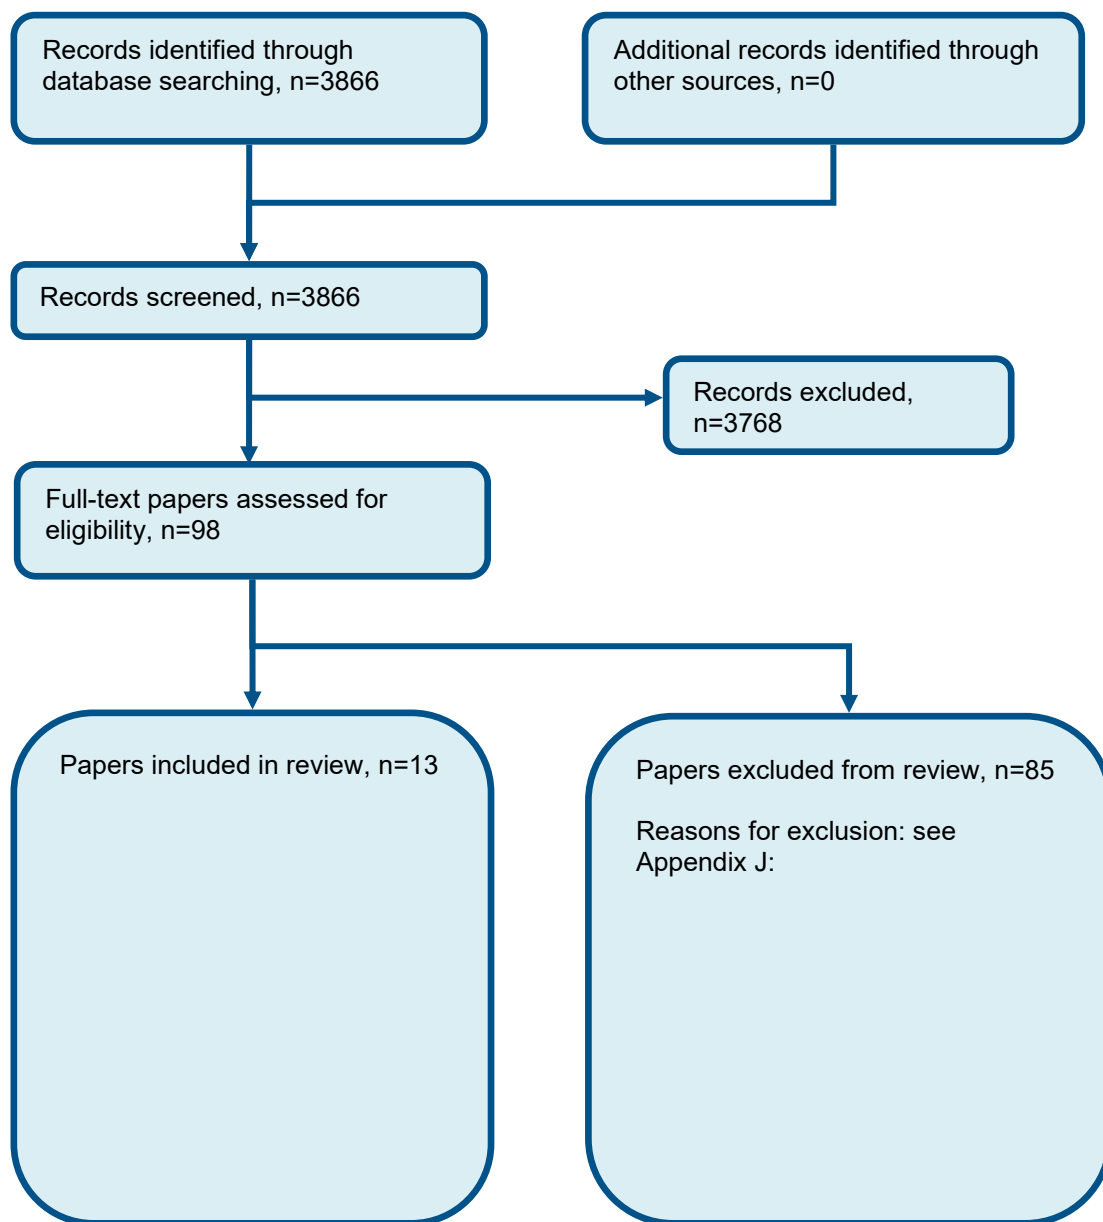 Records identified through
database searching, n=3866
Additional records identified through
other sources, n=0
Records screened, n=3866
Records excluded,
n=3768
Full-text papers assessed for
eligibility, n=98
Papers included in review, n=13
Papers excluded from review, n=85
Reasons for exclusion: see
Appendix J: